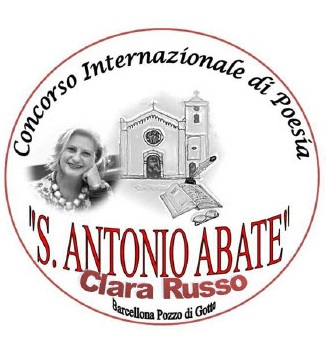 Concorso Internazionale di Poesia
"S. ANTONIO ABATE"
Clara Russo
Barcellona Pozzo di Gotto